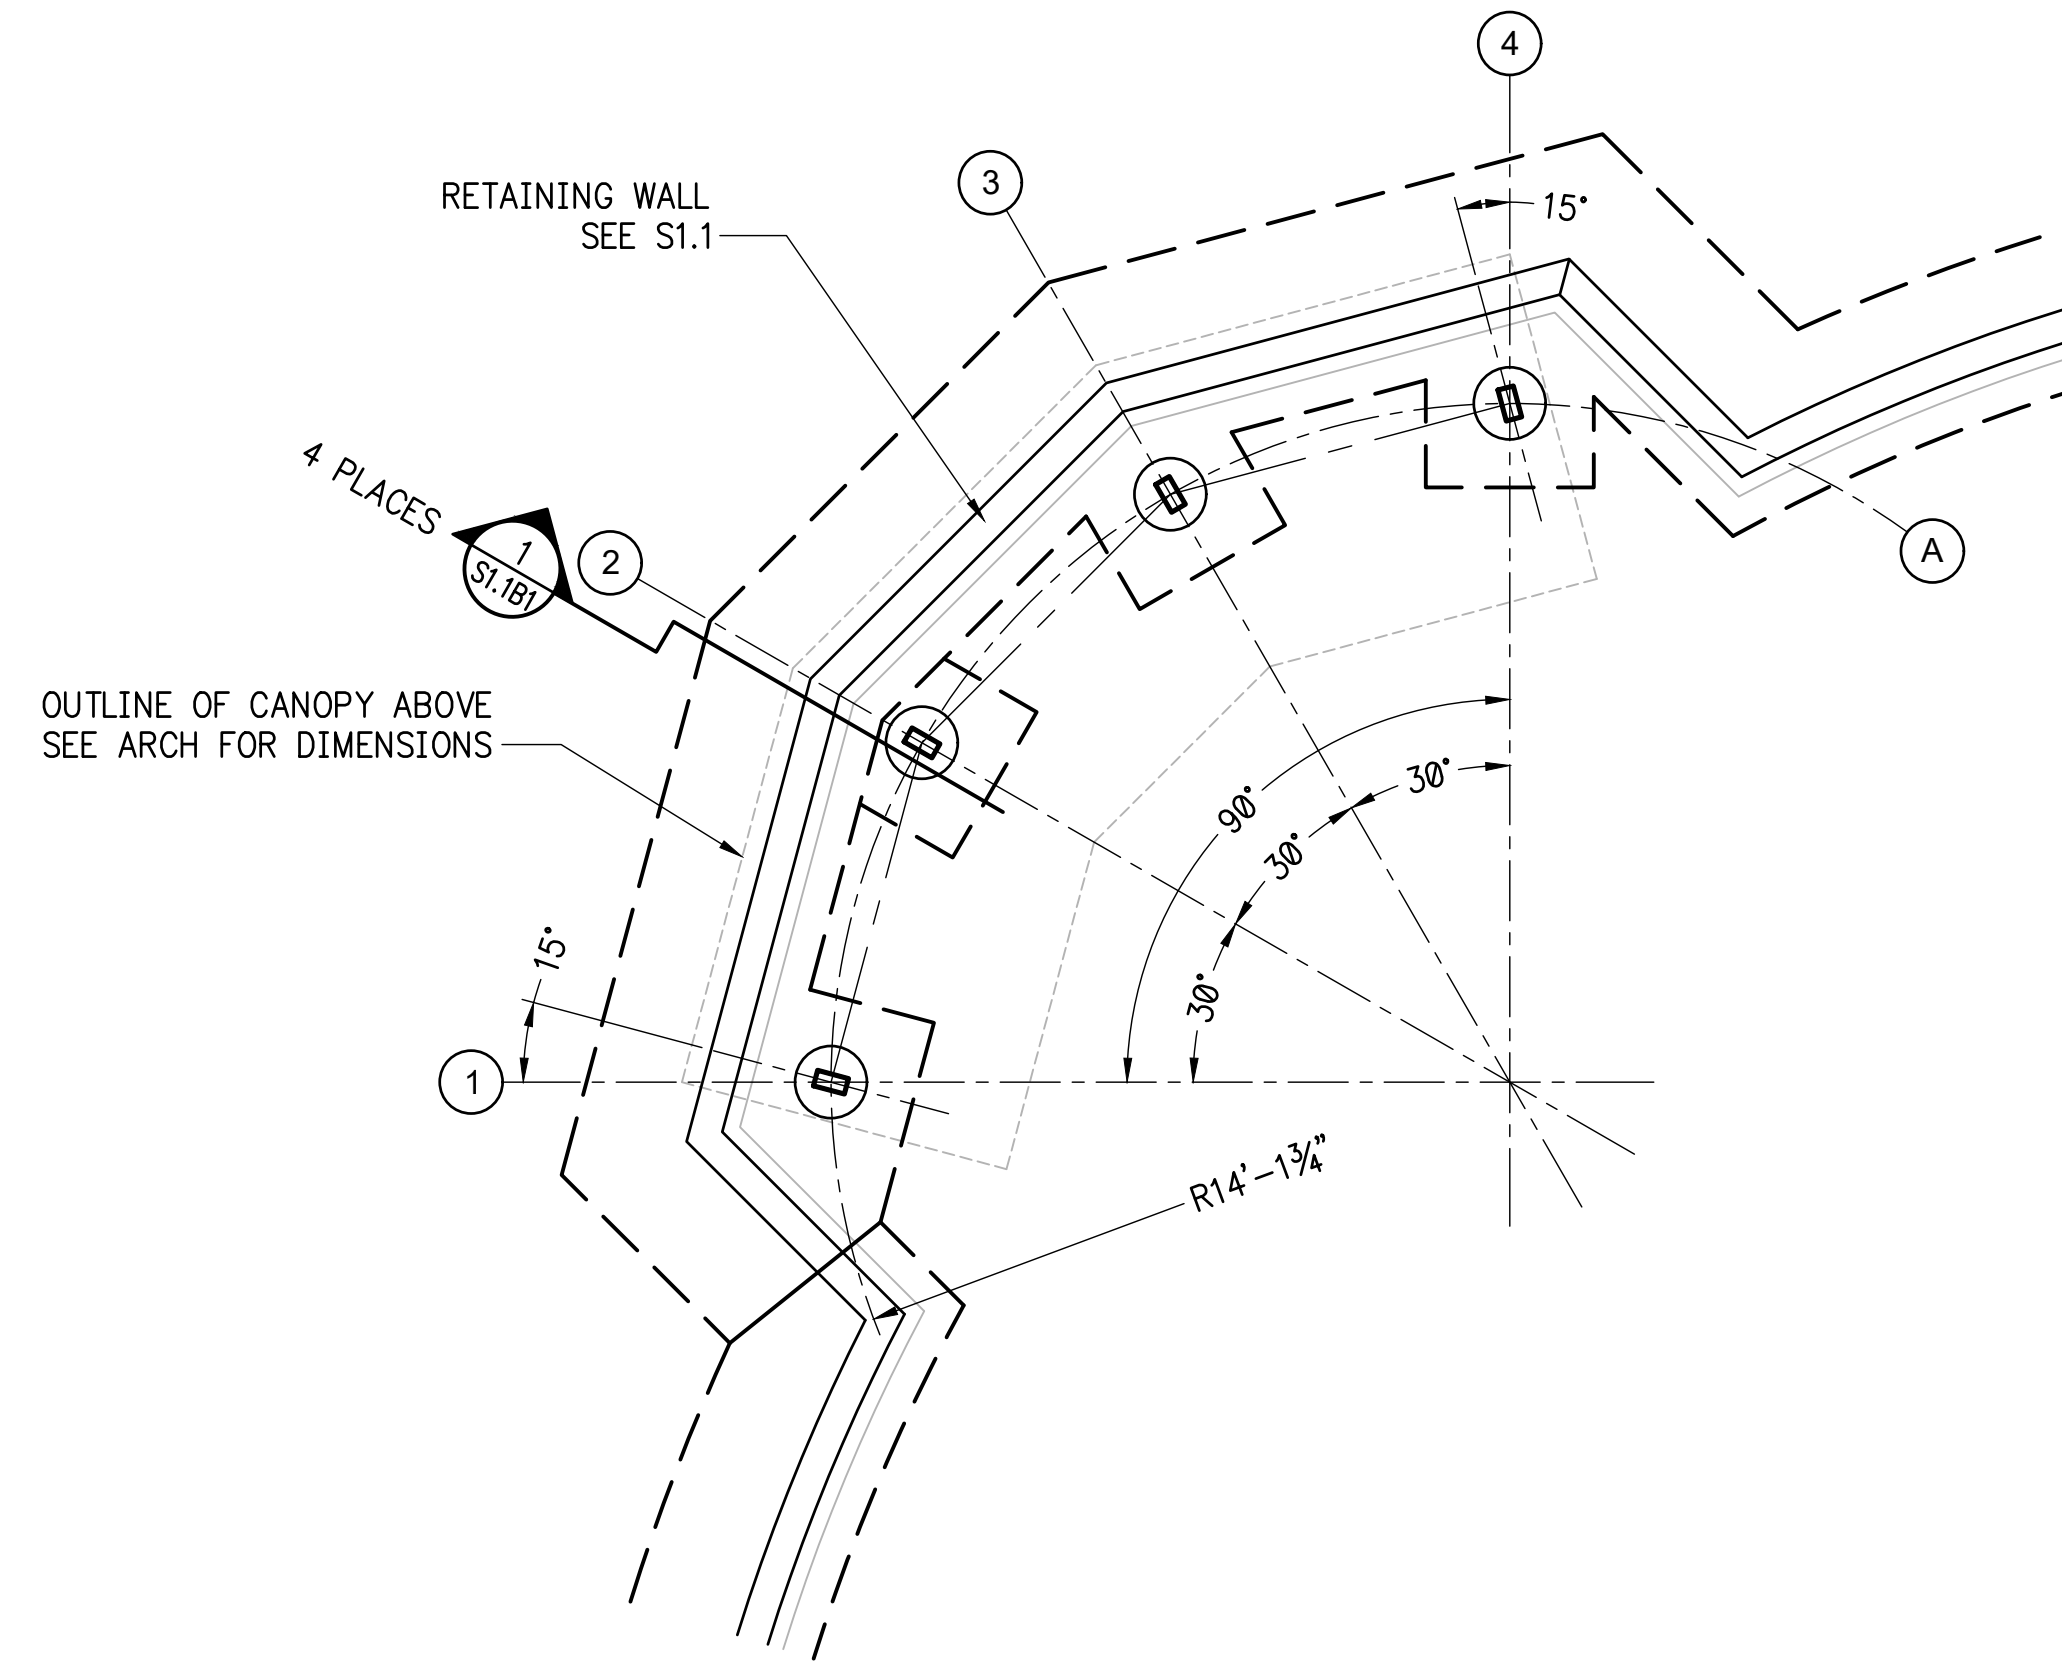 4
3
15°
RETAINING WALL
SEE S1.1
4 PLACES
1
S1.1B1
2
A
OUTLINE OF CANOPY ABOVE
SEE ARCH FOR DIMENSIONS
30°
90°
30°
15°
30°
1
R14'-1¾"